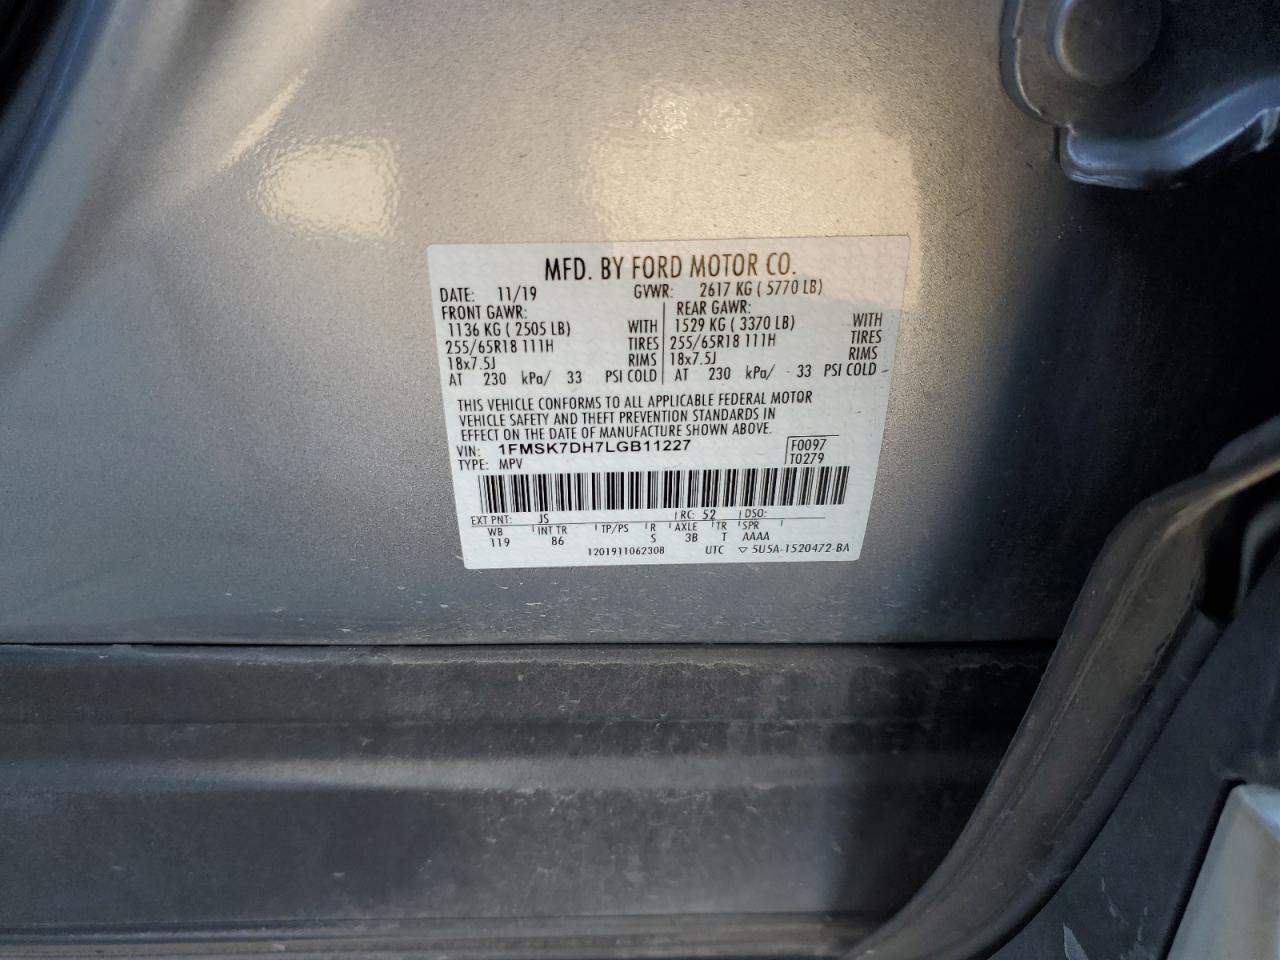 MFD. BY FORD MOTOR CO.
DATE: 11/19 GVWR: 2617 KG ( 5770 LB)
FRONT GAWR: REAR GAWR:
1136 KG ( 2505 LB) WITH 1529 KG ( 3370 LB) WITH
255/65R18 111H TIRES 255/65R18 111H TIRES
18x7.5J RIMS 18x7.5J RIMS
AT 230 kPa/ 33 PSI COLD AT 230 kPa/ 33 PSI COLD
THIS VEHICLE CONFORMS TO ALL APPLICABLE FEDERAL MOTOR
VEHICLE SAFETY AND THEFT PREVENTION STANDARDS IN
EFFECT ON THE DATE OF MANUFACTURE SHOWN ABOVE.
VIN: 1FMSK7DH7LGB11227 F0097
TYPE: MPV T0279
EXT PNT: JS RC: 52 DSO:
WB INT TR TP/PS R AXLE TR SPR
119 86 S 3B T AAAA
1201911062308 UTC ▽ 5U5A-1520472-BA